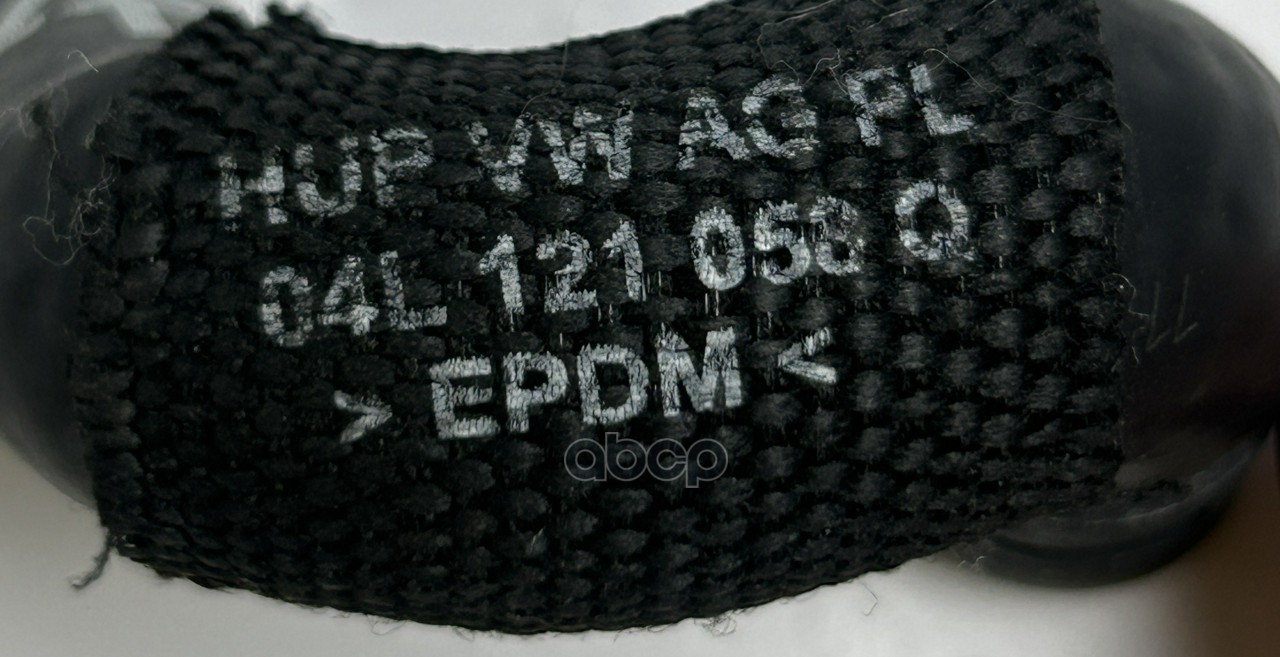 HUP VW AG PL
04L 121 058 Q
> EPDM <
abcp